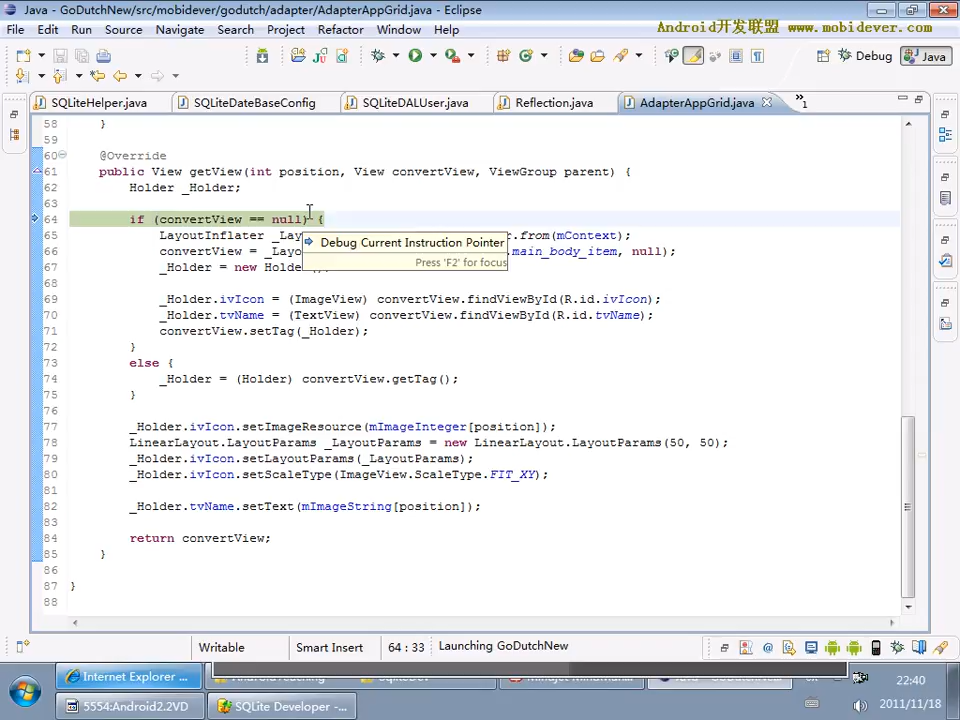 Java - GoDutchNew/src/mobidever/godutch/adapter/AdapterAppGrid.java - Eclipse
File Edit Run Source Navigate Search Project Refactor Window Help
Android开发联盟 www.mobidever.com
Debug Java
SQLiteHelper.java SQLiteDateBaseConfig SQLiteDALUser.java Reflection.java AdapterAppGrid.java »1
58 }
59
60 @Override
61 public View getView(int position, View convertView, ViewGroup parent) {
62 Holder _Holder;
63
64 if (convertView == null) {
65 LayoutInflater _Lay r.from(mContext);
Debug Current Instruction Pointer
66 convertView = _Layo .main_body_item, null);
Press 'F2' for focus
67 _Holder = new Holde
68
69 _Holder.ivIcon = (ImageView) convertView.findViewById(R.id.ivIcon);
70 _Holder.tvName = (TextView) convertView.findViewById(R.id.tvName);
71 convertView.setTag(_Holder);
72 }
73 else {
74 _Holder = (Holder) convertView.getTag();
75 }
76
77 _Holder.ivIcon.setImageResource(mImageInteger[position]);
78 LinearLayout.LayoutParams _LayoutParams = new LinearLayout.LayoutParams(50, 50);
79 _Holder.ivIcon.setLayoutParams(_LayoutParams);
80 _Holder.ivIcon.setScaleType(ImageView.ScaleType.FIT_XY);
81
82 _Holder.tvName.setText(mImageString[position]);
83
84 return convertView;
85 }
86
87 }
88
Writable Smart Insert 64 : 33 Launching GoDutchNew
Internet Explorer ...
22:40
5554:Android2.2VD SQLite Developer - ...
2011/11/18